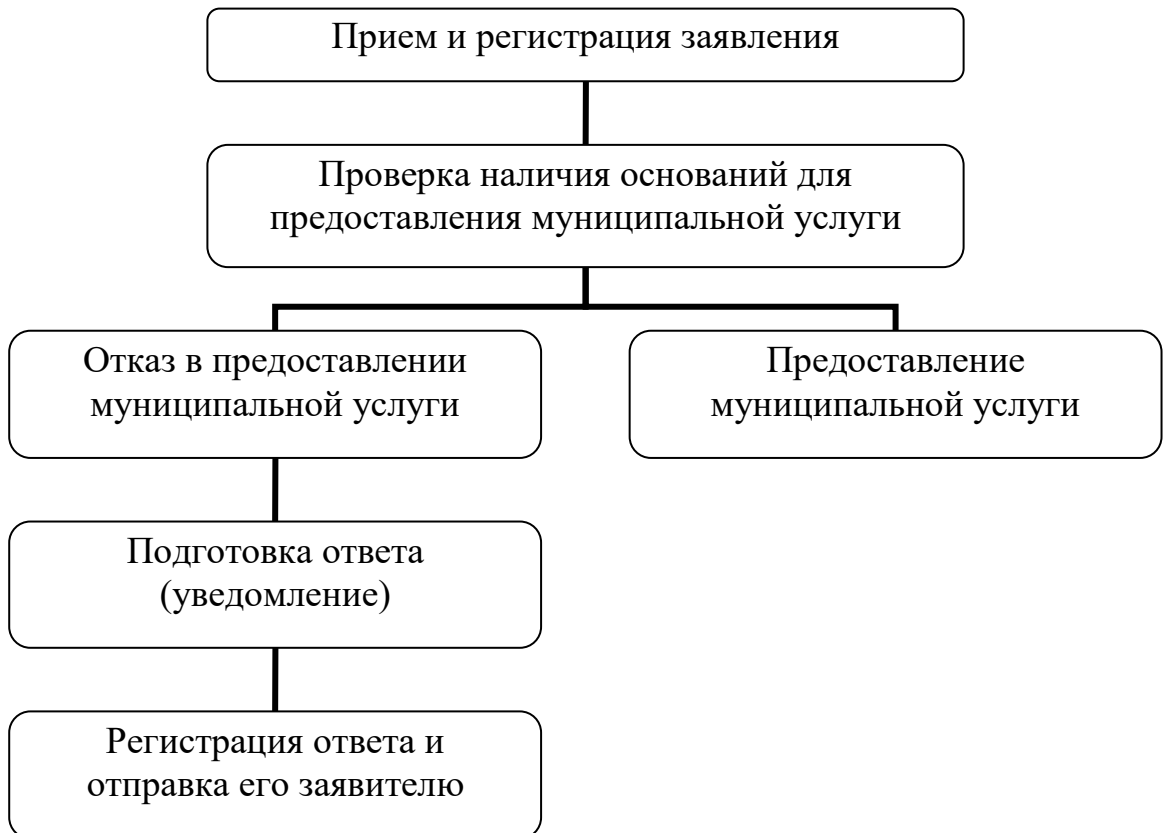 Прием и регистрация заявления
Проверка наличия оснований для
предоставления муниципальной услуги
Отказ в предоставлении
муниципальной услуги
Предоставление
муниципальной услуги
Подготовка ответа
(уведомление)
Регистрация ответа и
отправка его заявителю